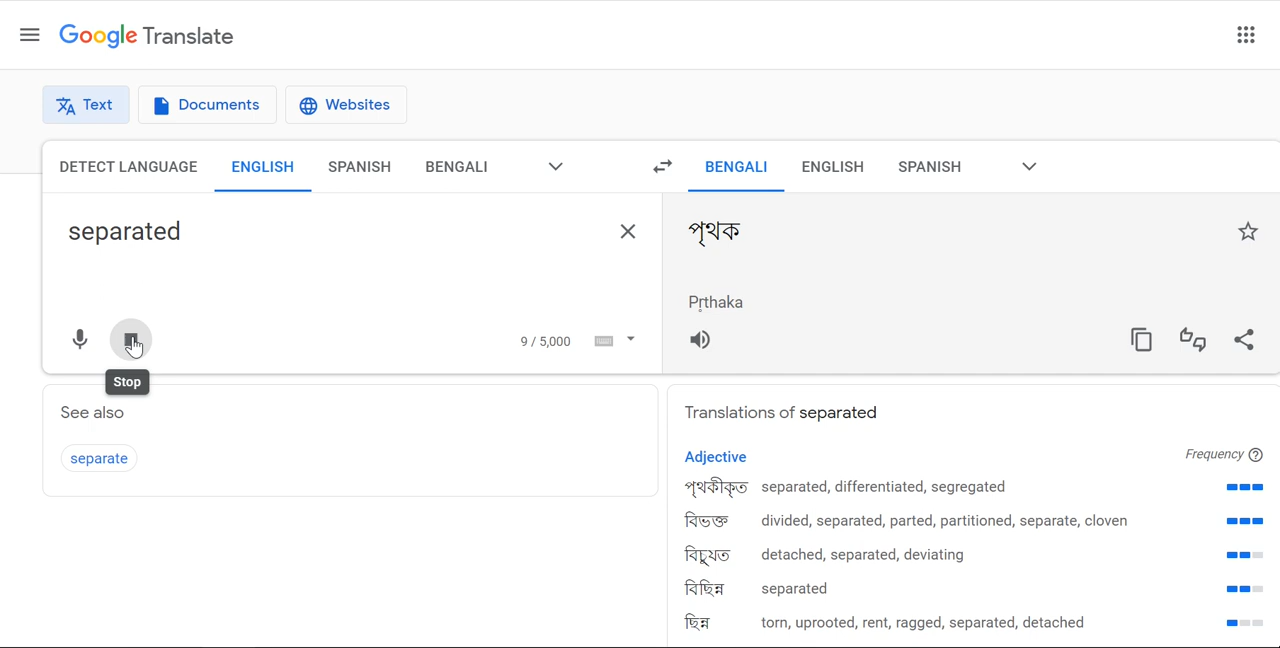 Google Translate
Text Documents Websites
DETECT LANGUAGE ENGLISH SPANISH BENGALI BENGALI ENGLISH SPANISH
separated পৃথক
Pr̥thaka
9 / 5,000
Stop
See also Translations of separated
separate Adjective Frequency
পৃথকীকৃত separated, differentiated, segregated
বিভক্ত divided, separated, parted, partitioned, separate, cloven
বিচ্যুত detached, separated, deviating
বিছিন্ন separated
ছিন্ন torn, uprooted, rent, ragged, separated, detached